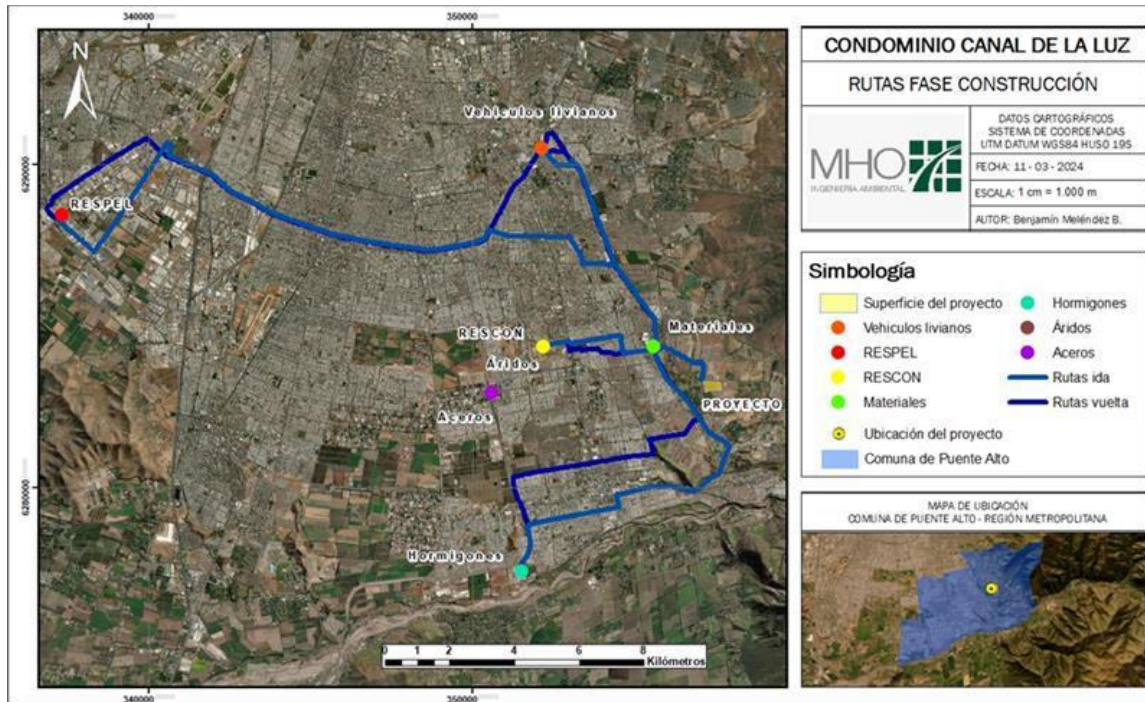 340000
350000
N
6290000
6280000
Vehiculos livianos
RESPEL
RESCON
Materiales
Áridos
Aceros
PROYECTO
Hormigones
0 1 2 4 6 8
Kilómetros
340000
350000
CONDOMINIO CANAL DE LA LUZ
RUTAS FASE CONSTRUCCIÓN
MHO
INGENIERÍA AMBIENTAL
DATOS CARTOGRÁFICOS
SISTEMA DE COORDENADAS
UTM DATUM WGS84 HUSO 19S
FECHA: 11 - 03 - 2024
ESCALA: 1 cm = 1.000 m
AUTOR: Benjamín Meléndez B.
Simbología
Superficie del proyecto
Vehiculos livianos
RESPEL
RESCON
Materiales
Ubicación del proyecto
Comuna de Puente Alto
Hormigones
Áridos
Aceros
Rutas ida
Rutas vuelta
MAPA DE UBICACIÓN
COMUNA DE PUENTE ALTO - REGIÓN METROPOLITANA